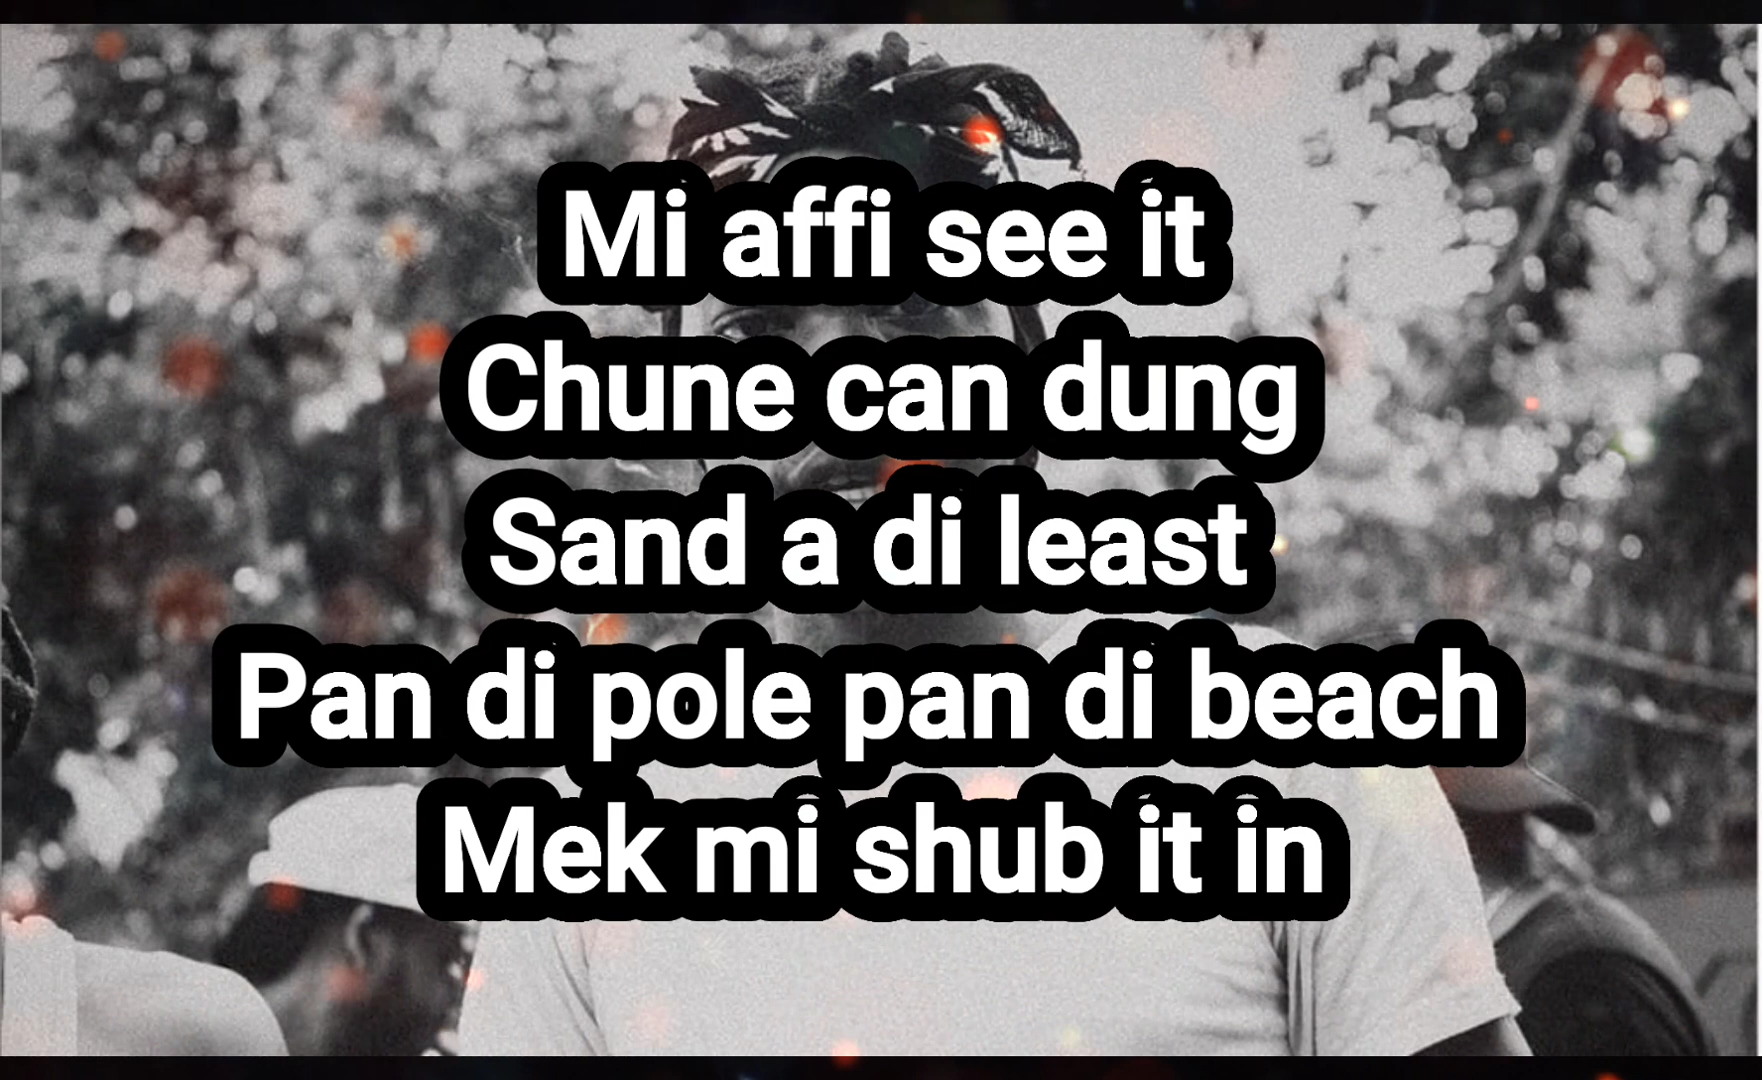 Mi affi see it
Chune can dung
Sand a di least
Pan di pole pan di beach
Mek mi shub it in